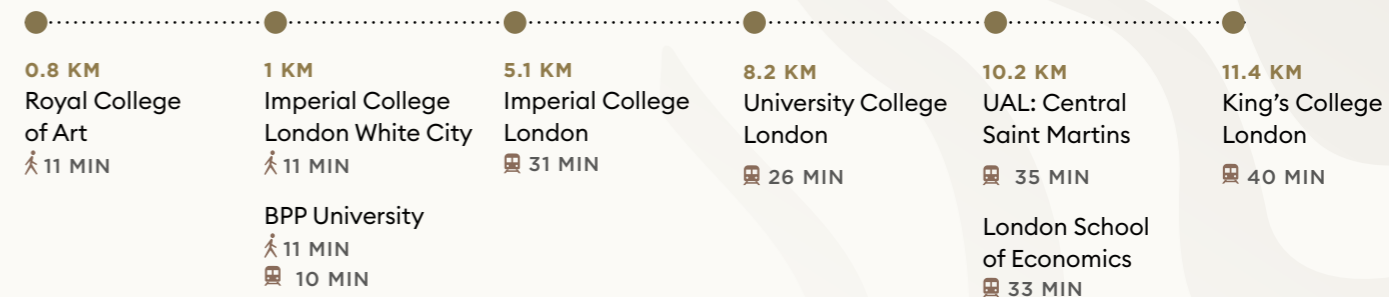 0.8 KM
Royal College
of Art
11 MIN
1 KM
Imperial College
London White City
11 MIN
BPP University
11 MIN
10 MIN
5.1 KM
Imperial College
London
31 MIN
8.2 KM
University College
London
26 MIN
10.2 KM
UAL: Central
Saint Martins
35 MIN
London School
of Economics
33 MIN
11.4 KM
King’s College
London
40 MIN